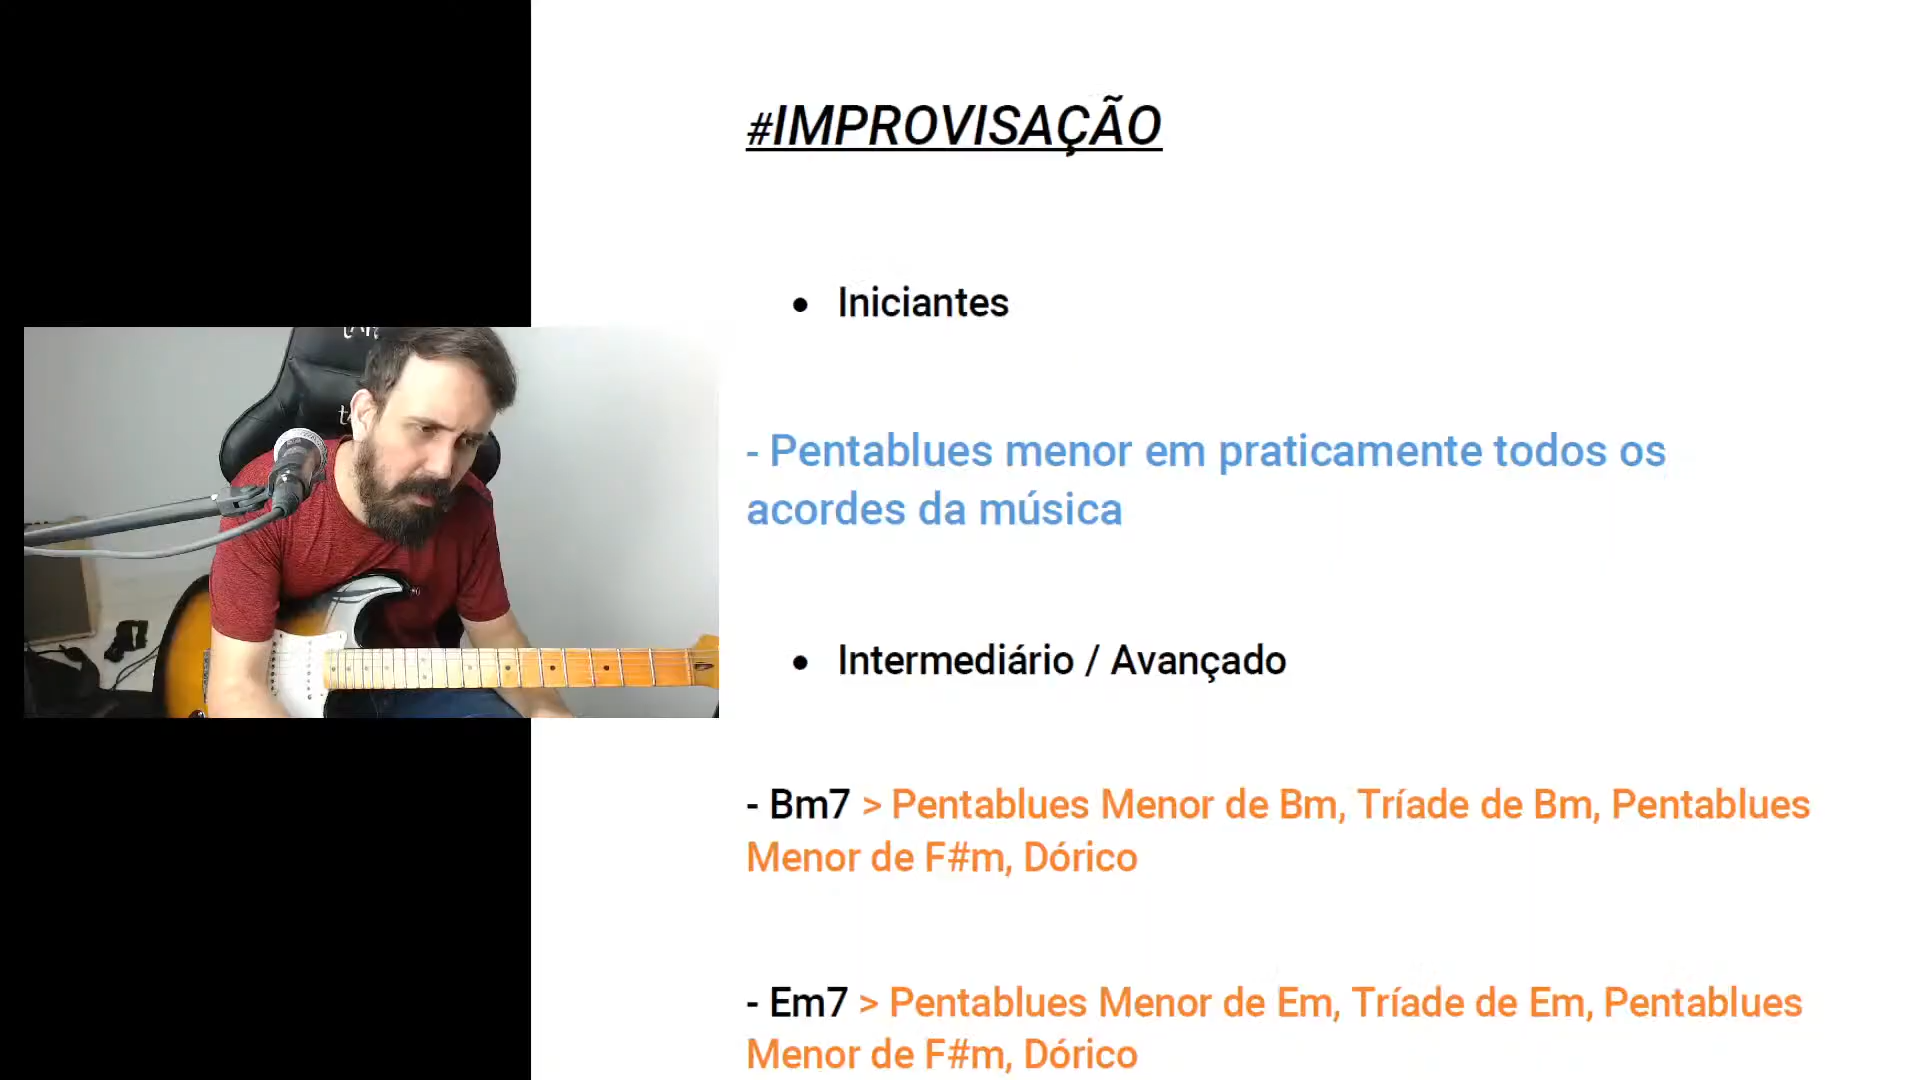 #IMPROVISAÇÃO
• Iniciantes
- Pentablues menor em praticamente todos os
acordes da música
• Intermediário / Avançado
- Bm7 > Pentablues Menor de Bm, Tríade de Bm, Pentablues
Menor de F#m, Dórico
- Em7 > Pentablues Menor de Em, Tríade de Em, Pentablues
Menor de F#m, Dórico